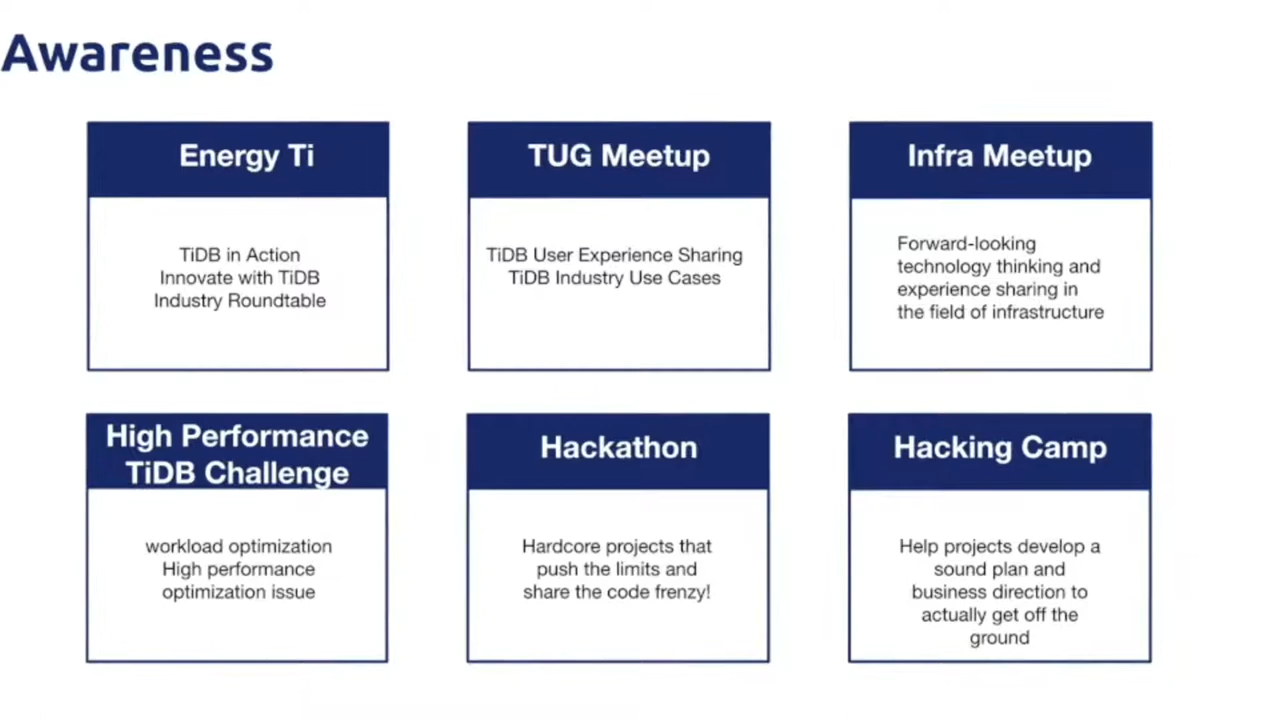 Awareness
Energy Ti
TiDB in Action
Innovate with TiDB
Industry Roundtable
TUG Meetup
TiDB User Experience Sharing
TiDB Industry Use Cases
Infra Meetup
Forward-looking
technology thinking and
experience sharing in
the field of infrastructure
High Performance
TiDB Challenge
workload optimization
High performance
optimization issue
Hackathon
Hardcore projects that
push the limits and
share the code frenzy!
Hacking Camp
Help projects develop a
sound plan and
business direction to
actually get off the
ground